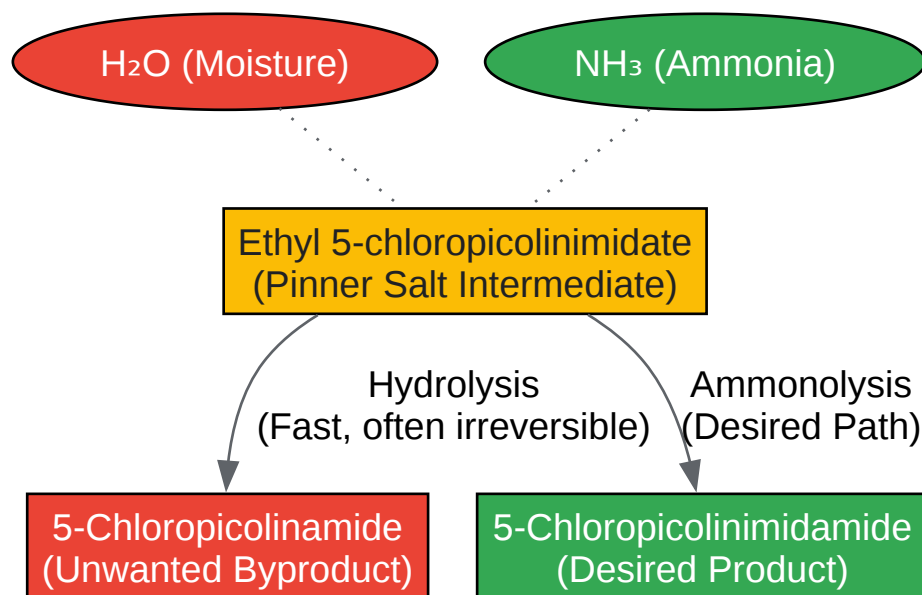 H₂O (Moisture)
NH₃ (Ammonia)
Ethyl 5-chloropicolinimidate
(Pinner Salt Intermediate)
Hydrolysis
(Fast, often irreversible)
Ammonolysis
(Desired Path)
5-Chloropicolinamide
(Unwanted Byproduct)
5-Chloropicolinimidamide
(Desired Product)